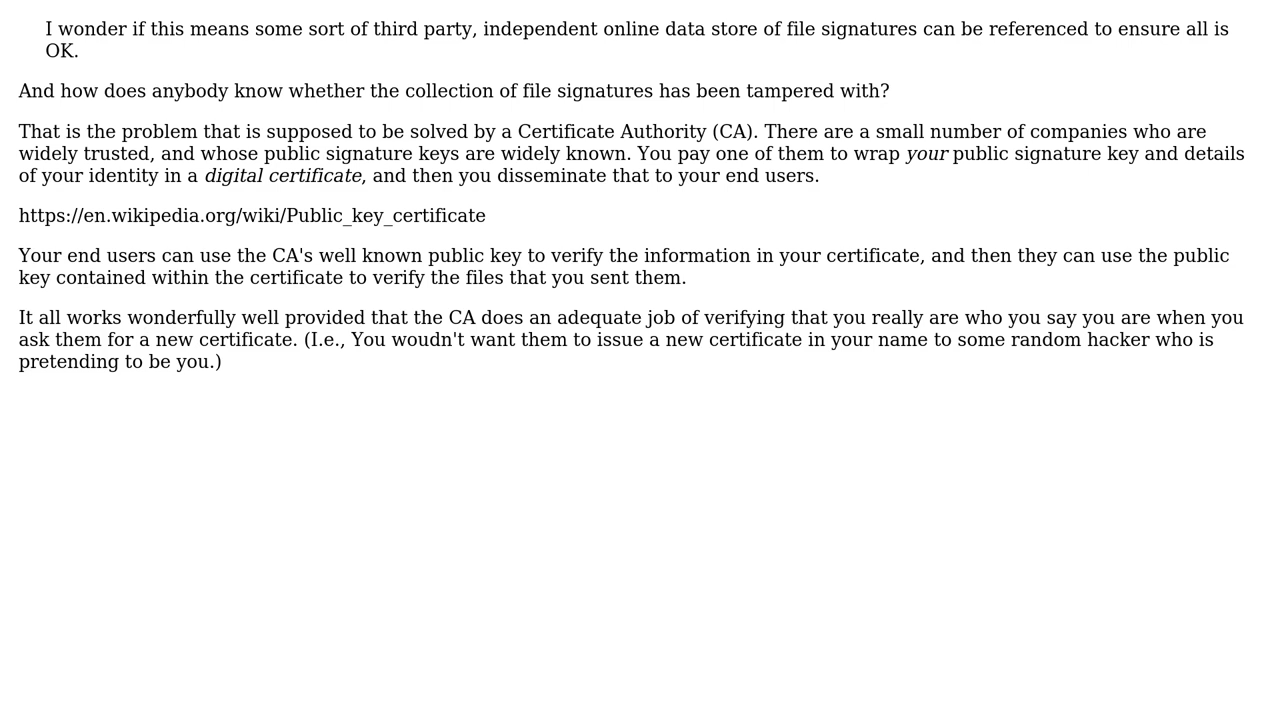 I wonder if this means some sort of third party, independent online data store of file signatures can be referenced to ensure all is
OK.
And how does anybody know whether the collection of file signatures has been tampered with?
That is the problem that is supposed to be solved by a Certificate Authority (CA). There are a small number of companies who are
widely trusted, and whose public signature keys are widely known. You pay one of them to wrap your public signature key and details
of your identity in a digital certificate, and then you disseminate that to your end users.
https://en.wikipedia.org/wiki/Public_key_certificate
Your end users can use the CA's well known public key to verify the information in your certificate, and then they can use the public
key contained within the certificate to verify the files that you sent them.
It all works wonderfully well provided that the CA does an adequate job of verifying that you really are who you say you are when you
ask them for a new certificate. (I.e., You woudn't want them to issue a new certificate in your name to some random hacker who is
pretending to be you.)